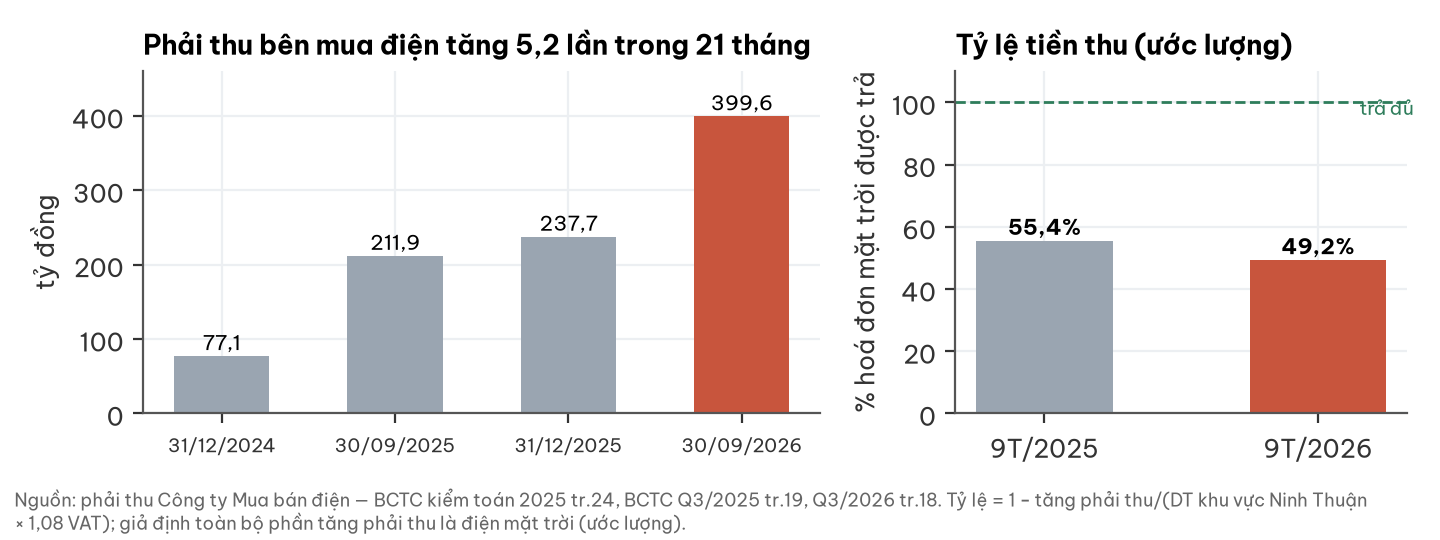 Phải thu bên mua điện tăng 5,2 lần trong 21 tháng
tỷ đồng
400
300
200
100
0
77,1
211,9
237,7
399,6
31/12/2024
30/09/2025
31/12/2025
30/09/2026
Tỷ lệ tiền thu (ước lượng)
% hoá đơn mặt trời được trả
100
80
60
40
20
0
trả đủ
55,4%
49,2%
9T/2025
9T/2026
Nguồn: phải thu Công ty Mua bán điện — BCTC kiểm toán 2025 tr.24, BCTC Q3/2025 tr.19, Q3/2026 tr.18. Tỷ lệ = 1 − tăng phải thu/(DT khu vực Ninh Thuận
× 1,08 VAT); giả định toàn bộ phần tăng phải thu là điện mặt trời (ước lượng).